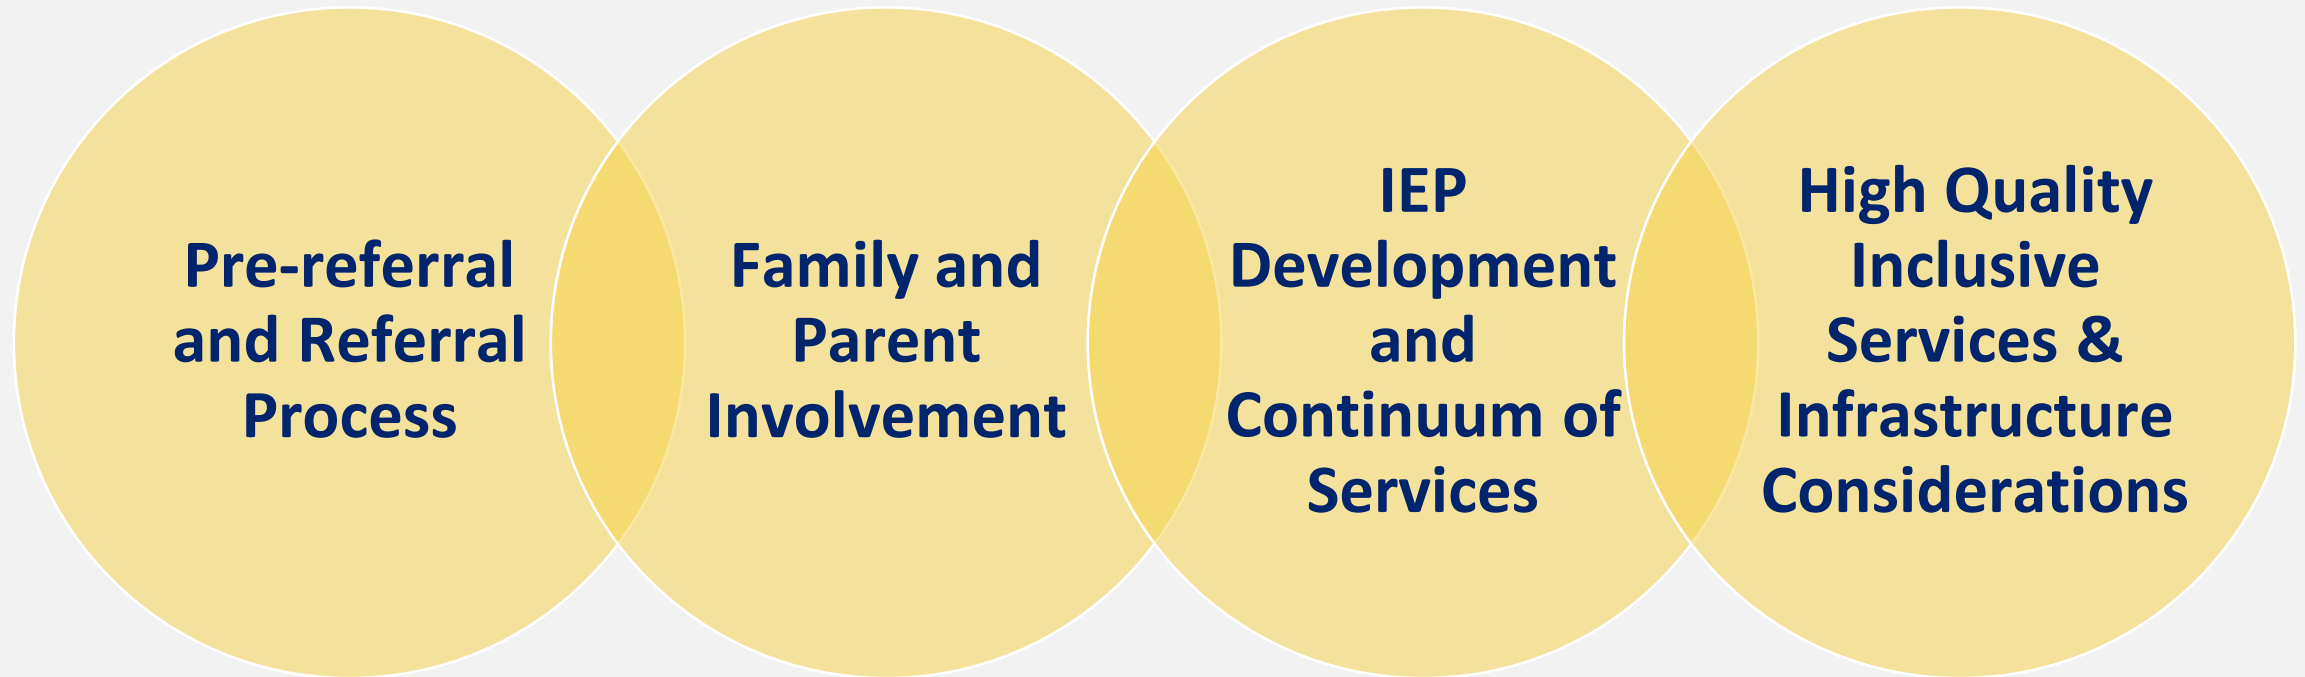 Pre-referral
and Referral
Process
Family and
Parent
Involvement
IEP
Development
and
Continuum of
Services
High Quality
Inclusive
Services &
Infrastructure
Considerations